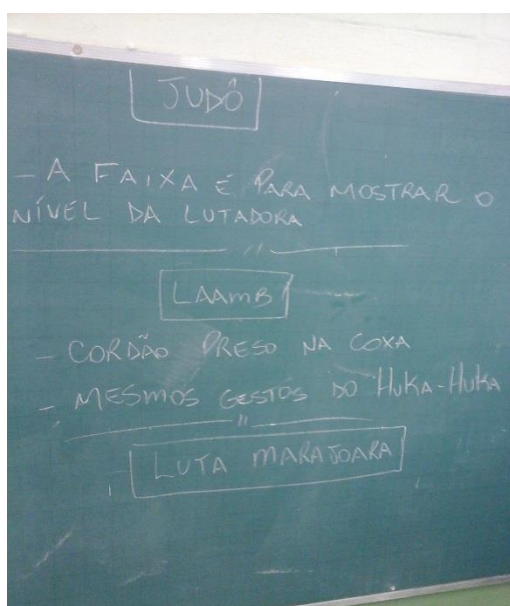 JUDÔ
- A FAIXA É PARA MOSTRAR O
NÍVEL DA LUTADORA
LAAMB
- CORDÃO PRESO NA COXA
- MESMOS GESTOS DO HUKA-HUKA
LUTA MARAJOARA